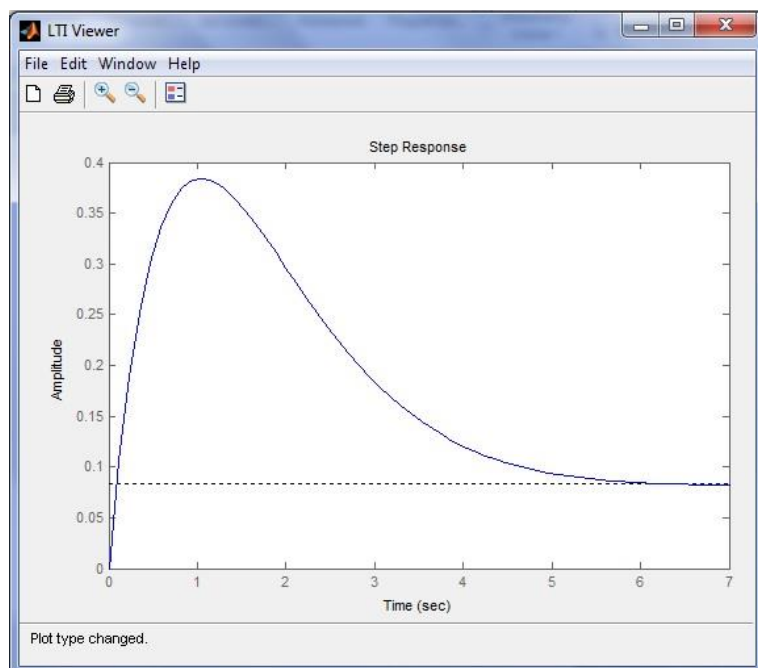 LTI Viewer
File Edit Window Help
Step Response
0.4
0.35
0.3
0.25
0.2
0.15
0.1
0.05
0
Amplitude
0 1 2 3 4 5 6 7
Time (sec)
Plot type changed.